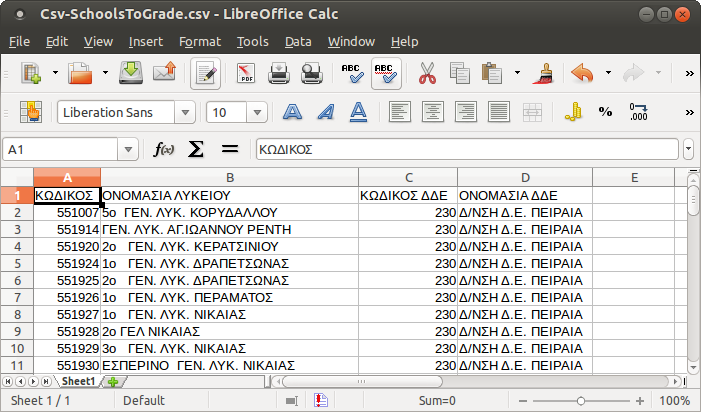 Csv-SchoolsToGrade.csv - LibreOffice Calc
File Edit View Insert Format Tools Data Window Help
PDF ABC ABC
Liberation Sans 10 A A A % 0 .000
A1 f(x) Σ = ΚΩΔΙΚΟΣ
A B C D E
1 ΚΩΔΙΚΟΣ ΟΝΟΜΑΣΙΑ ΛΥΚΕΙΟΥ ΚΩΔΙΚΟΣ ΔΔΕ ΟΝΟΜΑΣΙΑ ΔΔΕ
2 551007 5ο ΓΕΝ. ΛΥΚ. ΚΟΡΥΔΑΛΛΟΥ 230 Δ/ΝΣΗ Δ.Ε. ΠΕΙΡΑΙΑ
3 551914 ΓΕΝ. ΛΥΚ. ΑΓ.ΙΩΑΝΝΟΥ ΡΕΝΤΗ 230 Δ/ΝΣΗ Δ.Ε. ΠΕΙΡΑΙΑ
4 551920 2ο ΓΕΝ. ΛΥΚ. ΚΕΡΑΤΣΙΝΙΟΥ 230 Δ/ΝΣΗ Δ.Ε. ΠΕΙΡΑΙΑ
5 551924 1ο ΓΕΝ. ΛΥΚ. ΔΡΑΠΕΤΣΩΝΑΣ 230 Δ/ΝΣΗ Δ.Ε. ΠΕΙΡΑΙΑ
6 551925 2ο ΓΕΝ. ΛΥΚ. ΔΡΑΠΕΤΣΩΝΑΣ 230 Δ/ΝΣΗ Δ.Ε. ΠΕΙΡΑΙΑ
7 551926 1ο ΓΕΝ. ΛΥΚ. ΠΕΡΑΜΑΤΟΣ 230 Δ/ΝΣΗ Δ.Ε. ΠΕΙΡΑΙΑ
8 551927 1ο ΓΕΝ. ΛΥΚ. ΝΙΚΑΙΑΣ 230 Δ/ΝΣΗ Δ.Ε. ΠΕΙΡΑΙΑ
9 551928 2ο ΓΕΛ ΝΙΚΑΙΑΣ 230 Δ/ΝΣΗ Δ.Ε. ΠΕΙΡΑΙΑ
10 551929 3ο ΓΕΝ. ΛΥΚ. ΝΙΚΑΙΑΣ 230 Δ/ΝΣΗ Δ.Ε. ΠΕΙΡΑΙΑ
11 551930 ΕΣΠΕΡΙΝΟ ΓΕΝ. ΛΥΚ. ΝΙΚΑΙΑΣ 230 Δ/ΝΣΗ Δ.Ε. ΠΕΙΡΑΙΑ
Sheet1
Sheet 1 / 1 Default Sum=0 100%